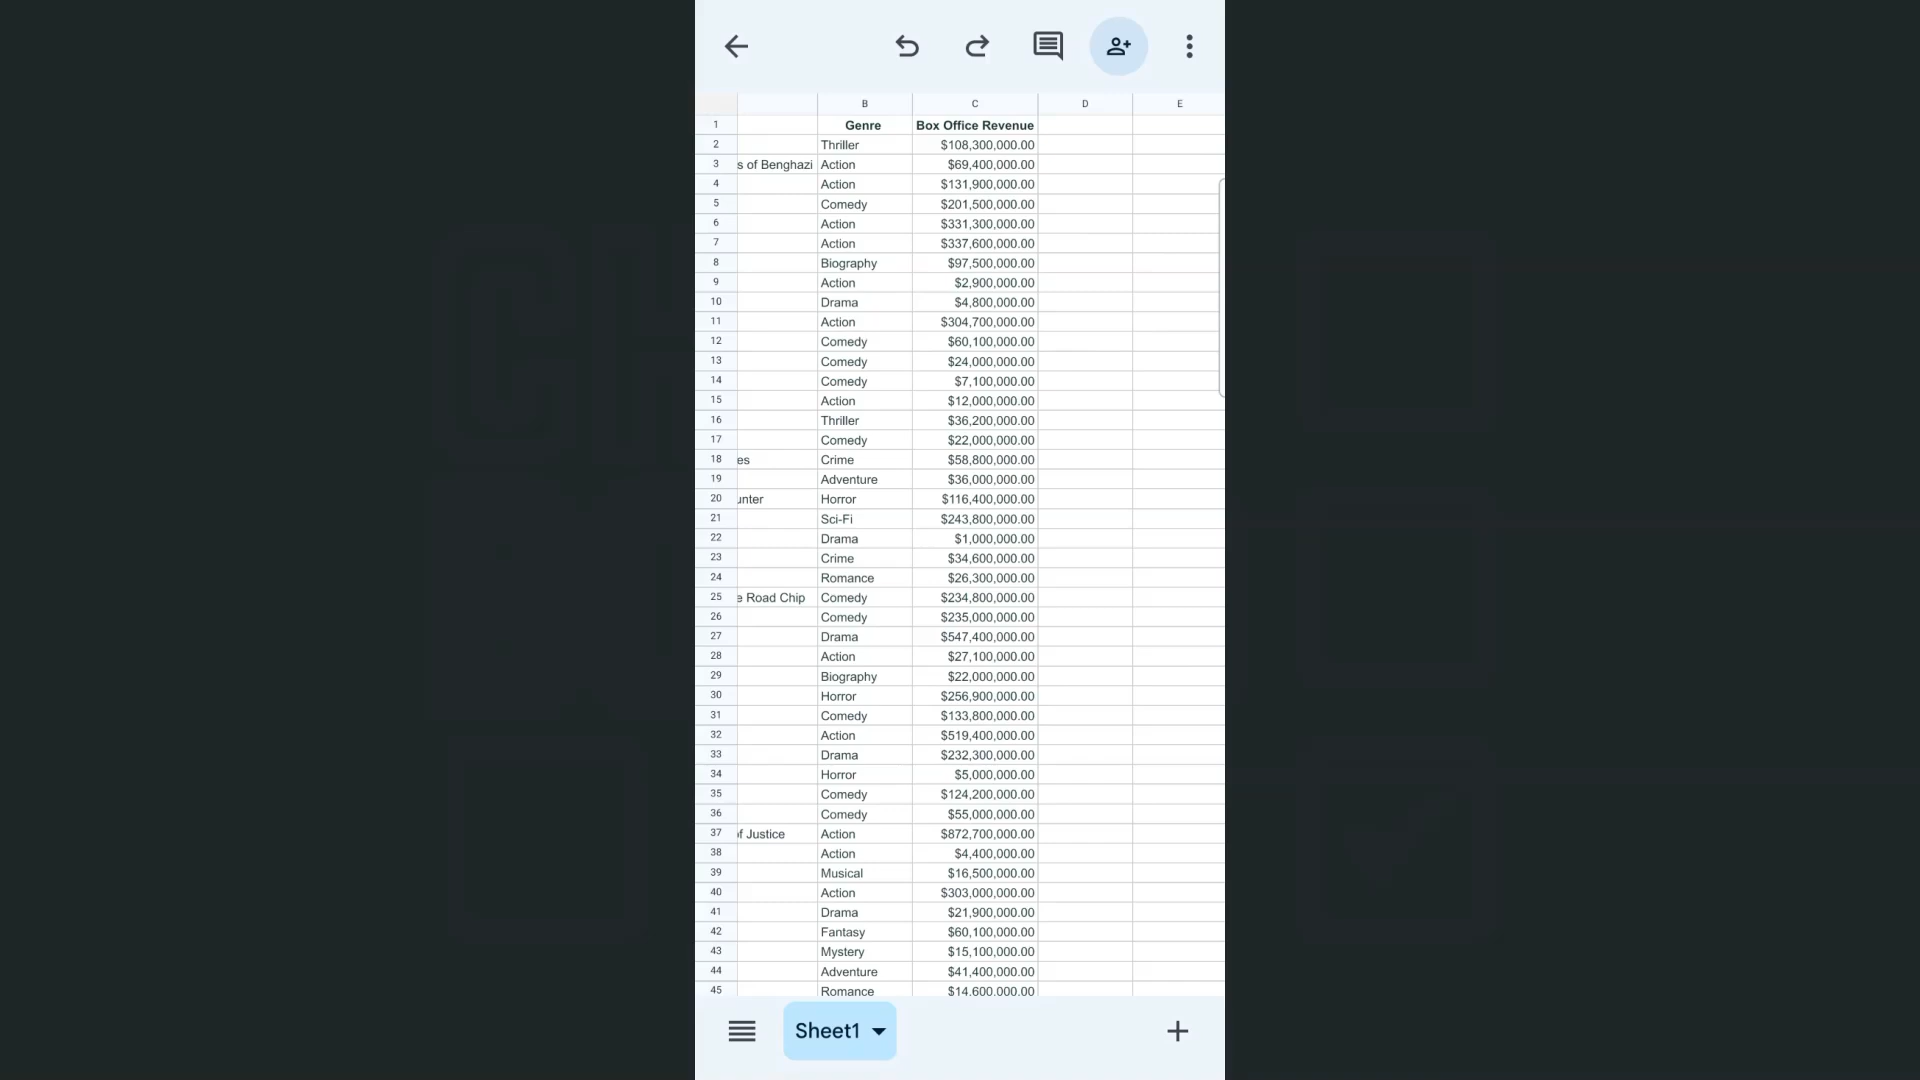 B C D E
1 Genre Box Office Revenue
2 Thriller $108,300,000.00
3 s of Benghazi Action $69,400,000.00
4 Action $131,900,000.00
5 Comedy $201,500,000.00
6 Action $331,300,000.00
7 Action $337,600,000.00
8 Biography $97,500,000.00
9 Action $2,900,000.00
10 Drama $4,800,000.00
11 Action $304,700,000.00
12 Comedy $60,100,000.00
13 Comedy $24,000,000.00
14 Comedy $7,100,000.00
15 Action $12,000,000.00
16 Thriller $36,200,000.00
17 Comedy $22,000,000.00
18 es Crime $58,800,000.00
19 Adventure $36,000,000.00
20 unter Horror $116,400,000.00
21 Sci-Fi $243,800,000.00
22 Drama $1,000,000.00
23 Crime $34,600,000.00
24 Romance $26,300,000.00
25 e Road Chip Comedy $234,800,000.00
26 Comedy $235,000,000.00
27 Drama $547,400,000.00
28 Action $27,100,000.00
29 Biography $22,000,000.00
30 Horror $256,900,000.00
31 Comedy $133,800,000.00
32 Action $519,400,000.00
33 Drama $232,300,000.00
34 Horror $5,000,000.00
35 Comedy $124,200,000.00
36 Comedy $55,000,000.00
37 of Justice Action $872,700,000.00
38 Action $4,400,000.00
39 Musical $16,500,000.00
40 Action $303,000,000.00
41 Drama $21,900,000.00
42 Fantasy $60,100,000.00
43 Mystery $15,100,000.00
44 Adventure $41,400,000.00
45 Romance $14,600,000.00
Sheet1